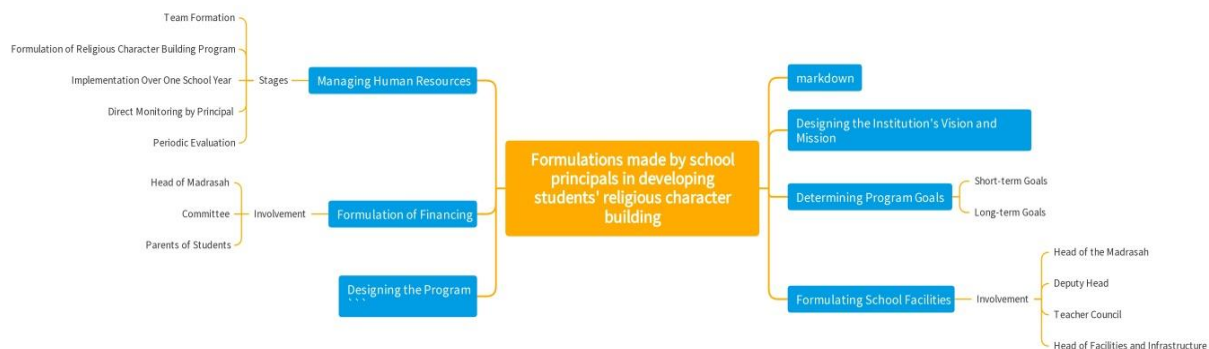 Formulations made by school
principals in developing
students' religious character
building
markdown
Designing the Institution's Vision and
Mission
Determining Program Goals
Short-term Goals
Long-term Goals
Formulating School Facilities
Involvement
Head of the Madrasah
Deputy Head
Teacher Council
Head of Facilities and Infrastructure
Managing Human Resources
Stages
Team Formation
Formulation of Religious Character Building Program
Implementation Over One School Year
Direct Monitoring by Principal
Periodic Evaluation
Formulation of Financing
Involvement
Head of Madrasah
Committee
Parents of Students
Designing the Program
```